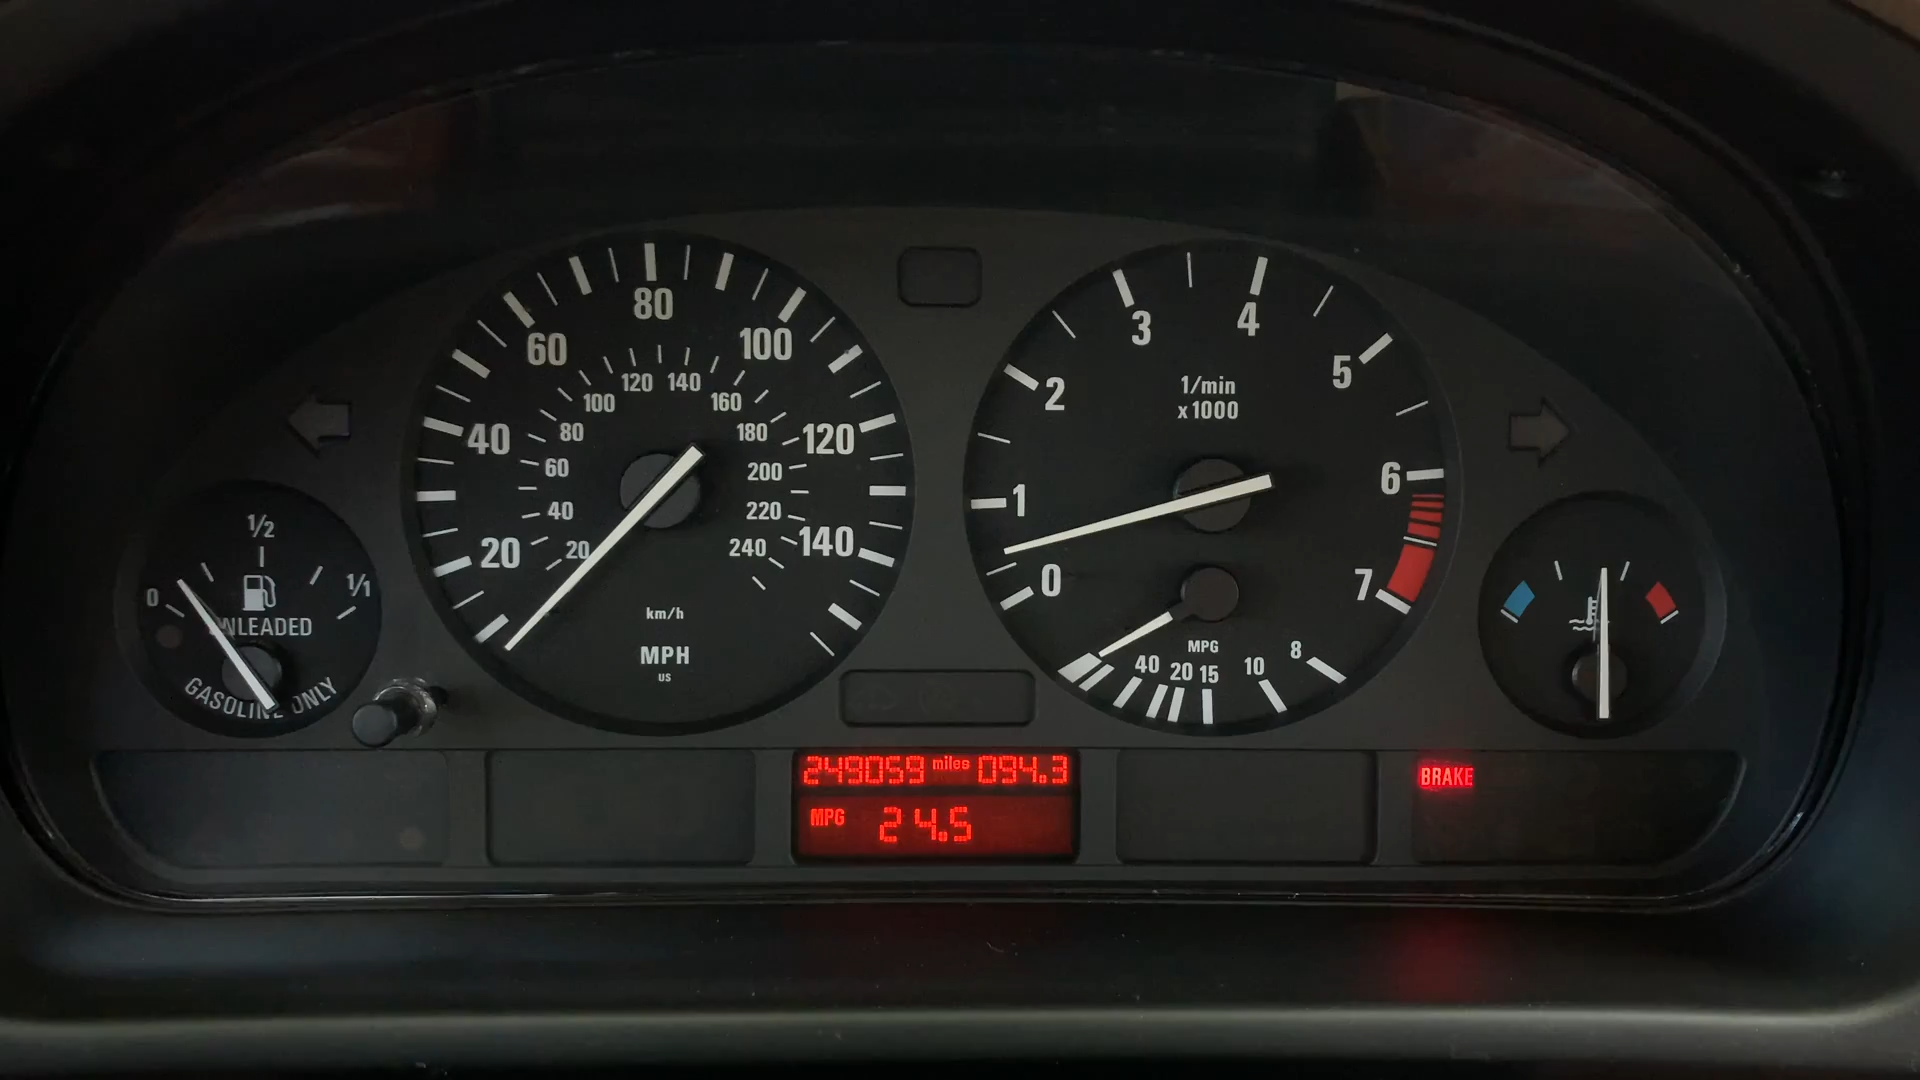 0 1/2 1/1
UNLEADED
GASOLINE ONLY
20 40 60 80 100 120 140
20 40 60 80 100 120 140 160 180 200 220 240
km/h
MPH
US
0 1 2 3 4 5 6 7
1/min
x1000
MPG
40 20 15 10 8
249059 miles 094.3
MPG 24.5
BRAKE